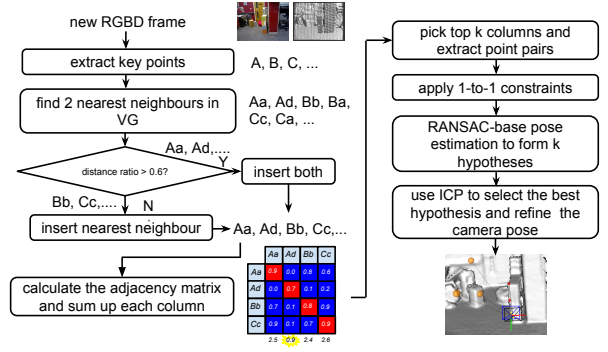 new RGBD frame
extract key points
A, B, C, ...
find 2 nearest neighbours in
VG
Aa, Ad, Bb, Ba,
Cc, Ca, ...
Aa, Ad,....
Y
distance ratio > 0.6?
insert both
Bb, Cc,....
N
insert nearest neighbour
Aa, Ad, Bb, Cc,...
calculate the adjacency matrix
and sum up each column
Aa Ad Bb Cc
Aa 0.9 0.0 0.8 0.6
Ad 0.0 0.7 0.1 0.2
Bb 0.7 0.1 0.8 0.9
Cc 0.9 0.1 0.7 0.9
2.5 0.9 2.4 2.6
pick top k columns and
extract point pairs
apply 1-to-1 constraints
RANSAC-base pose
estimation to form k
hypotheses
use ICP to select the best
hypothesis and refine the
camera pose